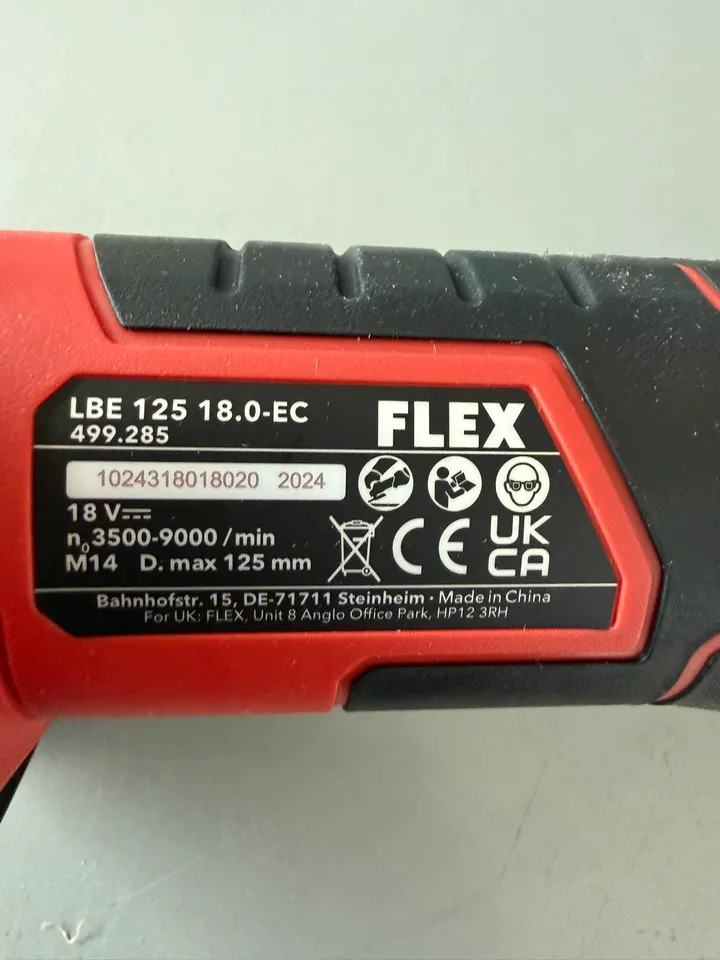 LBE 125 18.0-EC
499.285
FLEX
1024318018020 2024
18 V
n₀3500-9000 /min
M14 D. max 125 mm
CE
UK
CA
Bahnhofstr. 15, DE-71711 Steinheim · Made in China
For UK: FLEX, Unit 8 Anglo Office Park, HP12 3RH